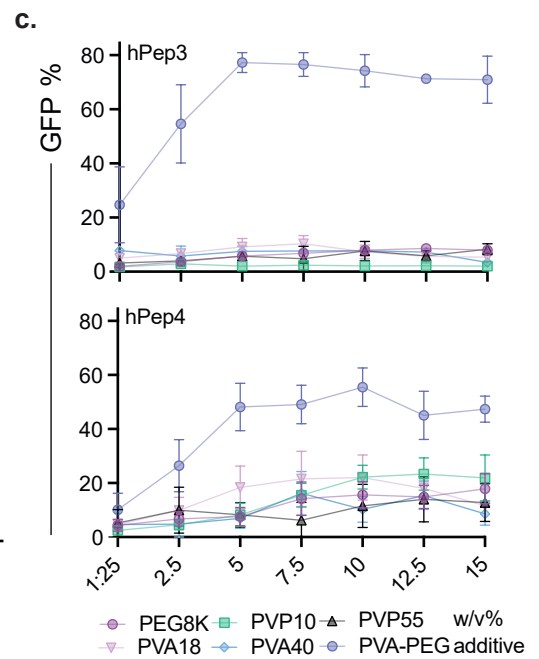 c.
hPep3
GFP %
80
60
40
20
0
hPep4
80
60
40
20
0
1:25 2.5 5 7.5 10 12.5 15
PEG8K PVP10 PVP55 w/v%
PVA18 PVA40 PVA-PEG additive